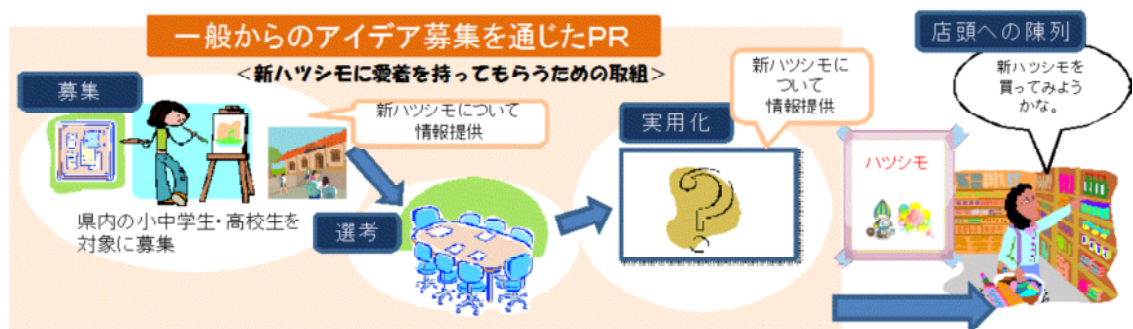 一般からのアイデア募集を通じたPR
<新ハツシモに愛着を持ってもらうための取組>
募集
新ハツシモについて
情報提供
県内の小中学生・高校生を
対象に募集
選考
実用化
新ハツシモに
ついて
情報提供
?
ハツシモ
店頭への陳列
新ハツシモを
買ってみよう
かな。